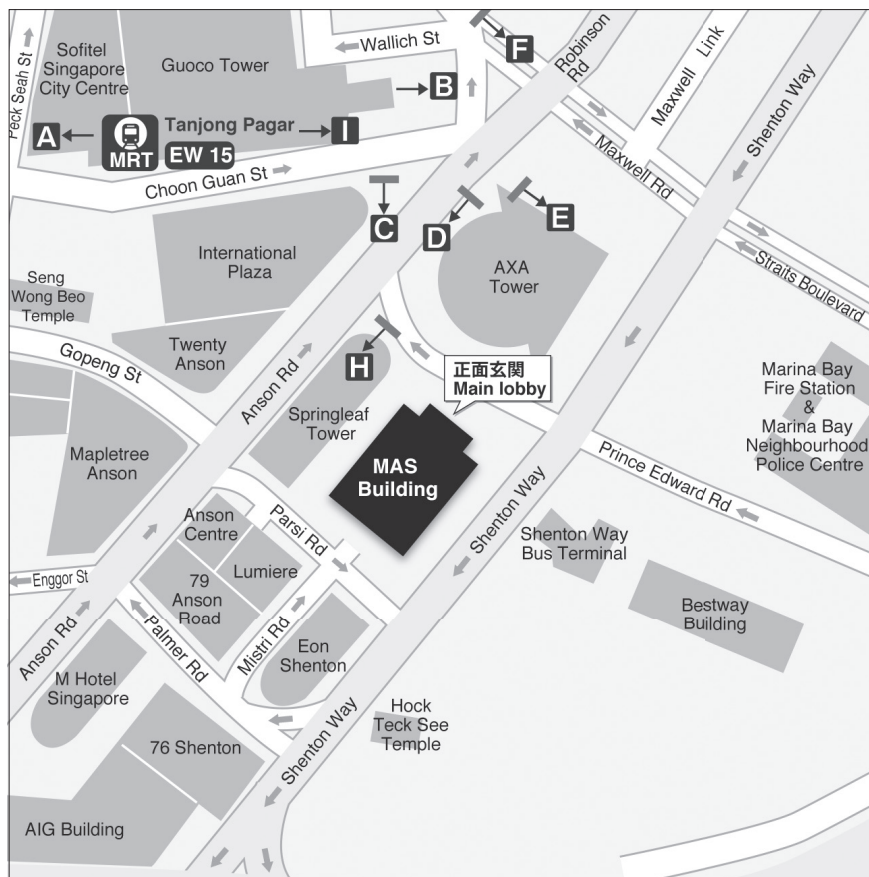 Peck Seah St
Sofitel
Singapore
City Centre
Guoco Tower
Wallich St
F
Robinson
Rd
Maxwell Link
Shenton Way
B
A
MRT
Tanjong Pagar
EW 15
I
Choon Guan St
Maxwell Rd
C
D
E
International
Plaza
AXA
Tower
Straits Boulevard
Seng
Wong Beo
Temple
Twenty
Anson
Gopeng St
Anson Rd
H
正面玄関
Main lobby
Springleaf
Tower
Marina Bay
Fire Station
&
Marina Bay
Neighbourhood
Police Centre
Mapletree
Anson
MAS
Building
Prince Edward Rd
Shenton Way
Anson
Centre
Parsi Rd
Shenton Way
Bus Terminal
Enggor St
79
Anson
Road
Lumiere
Bestway
Building
Anson Rd
Palmer Rd
Mistri Rd
Eon
Shenton
M Hotel
Singapore
Hock
Teck See
Temple
76 Shenton
Shenton Way
AIG Building